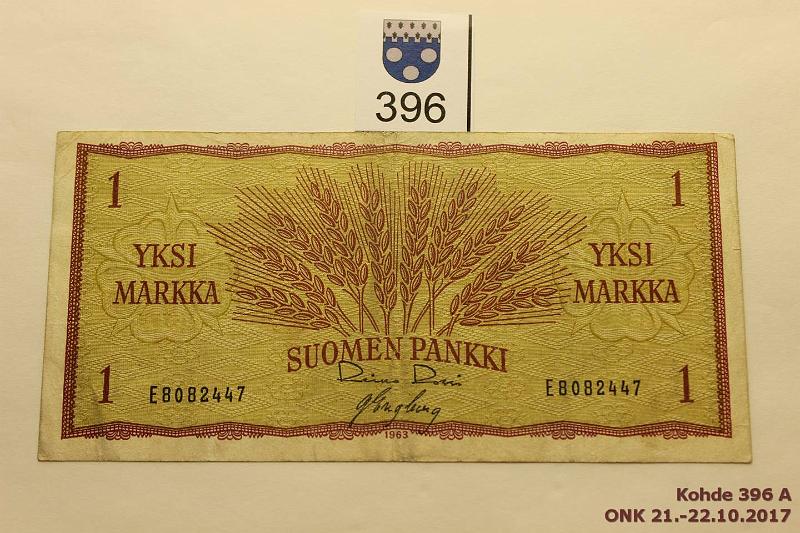 396
1
1
YKSI
MARKKA
YKSI
MARKKA
SUOMEN PANKKI
1
E8082447
E8082447
1
1963
Kohde 396 A
ONK 21.-22.10.2017